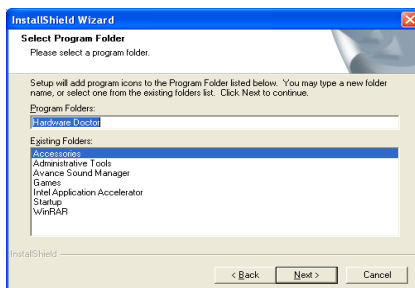 InstallShield Wizard
Select Program Folder
Please select a program folder.
Setup will add program icons to the Program Folder listed below. You may type a new folder
name, or select one from the existing folders list. Click Next to continue.
Program Folders:
Hardware Doctor
Existing Folders:
Accessories
Administrative Tools
Avance Sound Manager
Games
Intel Application Accelerator
Startup
WinRAR
InstallShield
< Back Next > Cancel